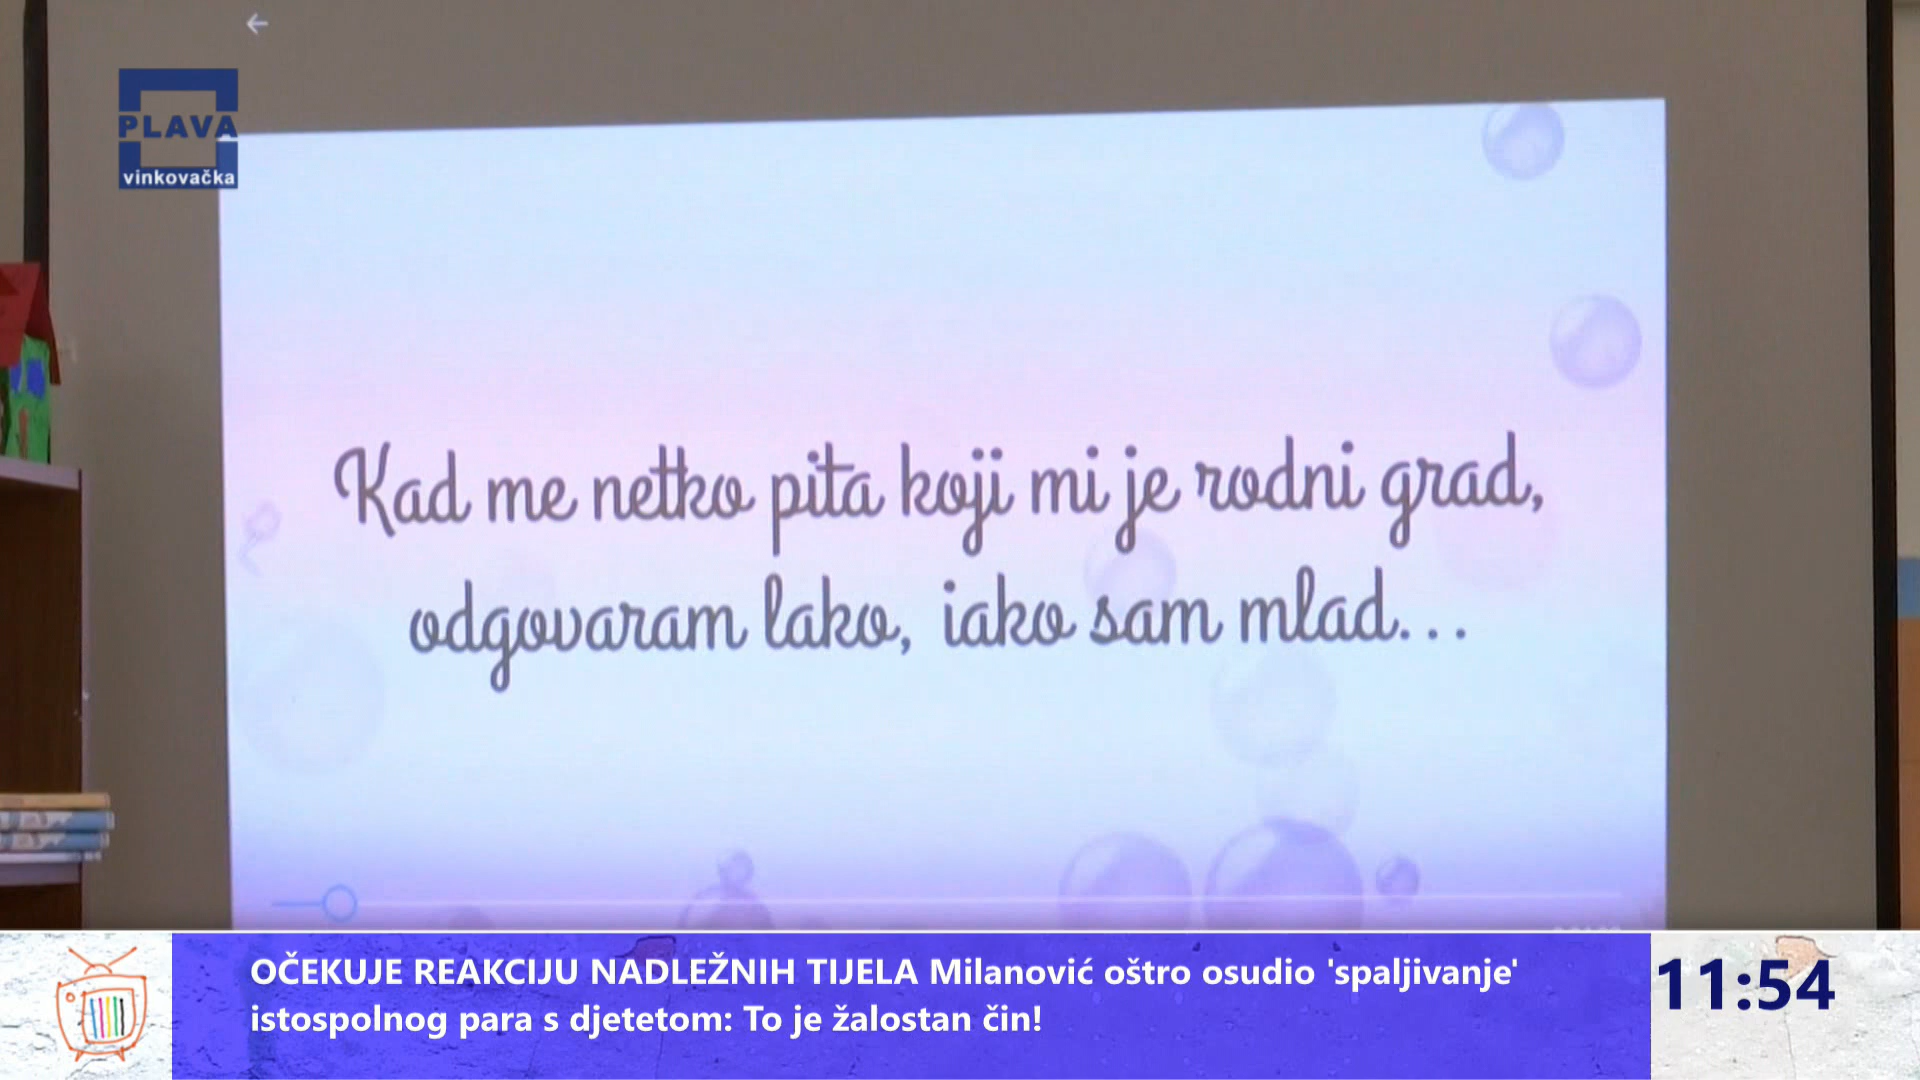 PLAVA
vinkovačka
Kad me netko pita koji mi je rodni grad,
odgovaram lako, iako sam mlad...
OČEKUJE REAKCIJU NADLEŽNIH TIJELA Milanović oštro osudio 'spaljivanje'
istospolnog para s djetetom: To je žalostan čin!
11:54